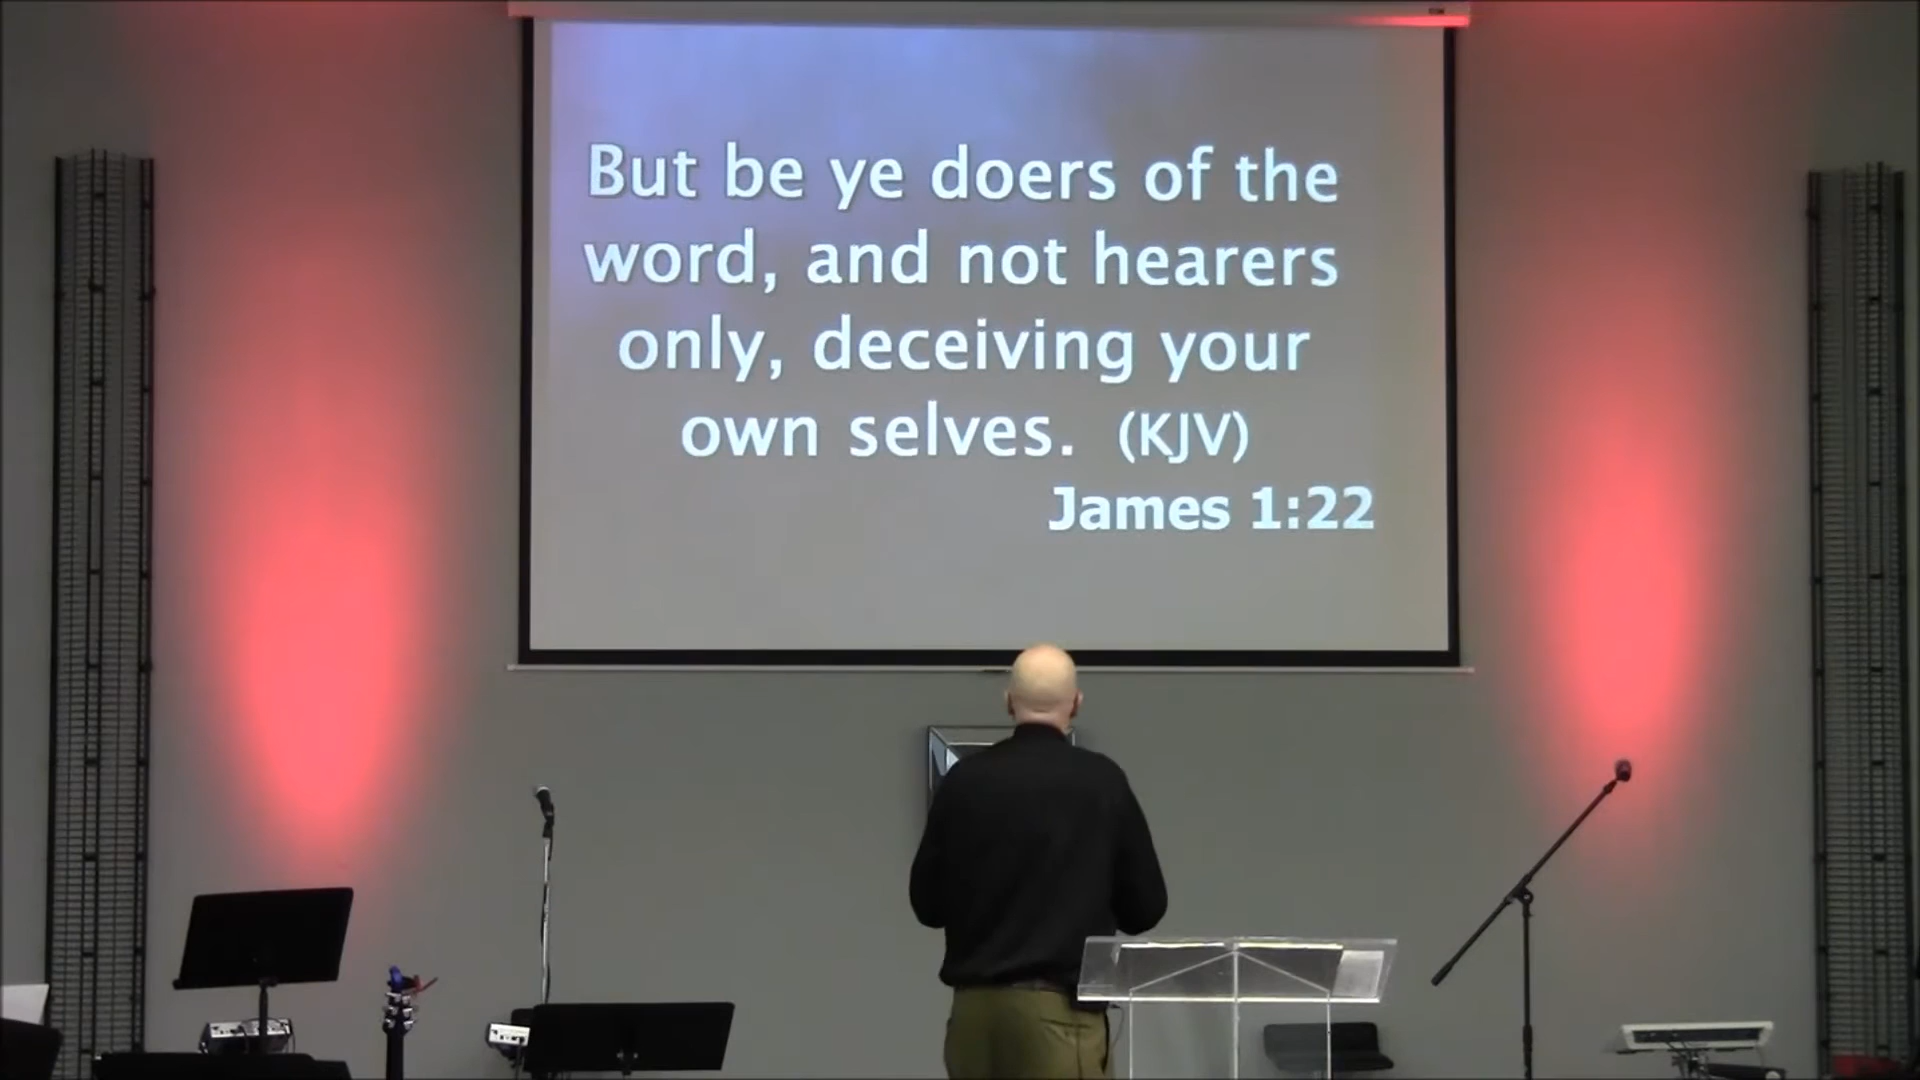 But be ye doers of the
word, and not hearers
only, deceiving your
own selves. (KJV)
James 1:22